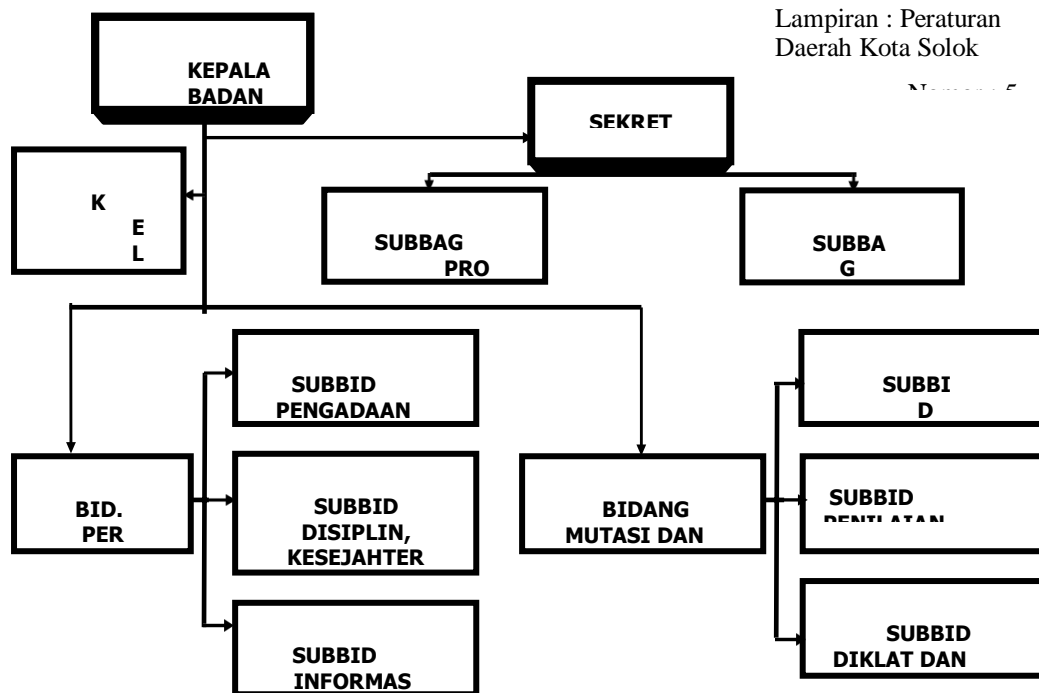 Lampiran : Peraturan
Daerah Kota Solok
KEPALA
BADAN
SEKRET
K
E
L
SUBBAG
PRO
SUBBA
G
SUBBID
PENGADAAN
SUBBI
D
BID.
PER
SUBBID
DISIPLIN,
KESEJAHTER
BIDANG
MUTASI DAN
SUBBID
PENILAIAN
SUBBID
INFORMAS
SUBBID
DIKLAT DAN